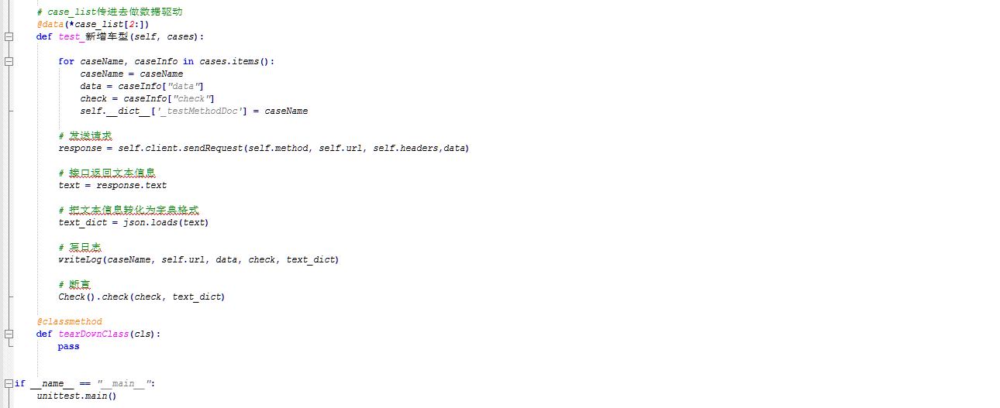 # case_list传进去做数据驱动
@data(*case_list[2:])
def test_新增车型(self, cases):
for caseName, caseInfo in cases.items():
caseName = caseName
data = caseInfo["data"]
check = caseInfo["check"]
self.__dict__['_testMethodDoc'] = caseName
# 发送请求
response = self.client.sendRequest(self.method, self.url, self.headers,data)
# 接口返回文本信息
text = response.text
# 把文本信息转化为字典格式
text_dict = json.loads(text)
# 写日志
writeLog(caseName, self.url, data, check, text_dict)
# 断言
Check().check(check, text_dict)
@classmethod
def tearDownClass(cls):
pass
if __name__ == "__main__":
unittest.main()